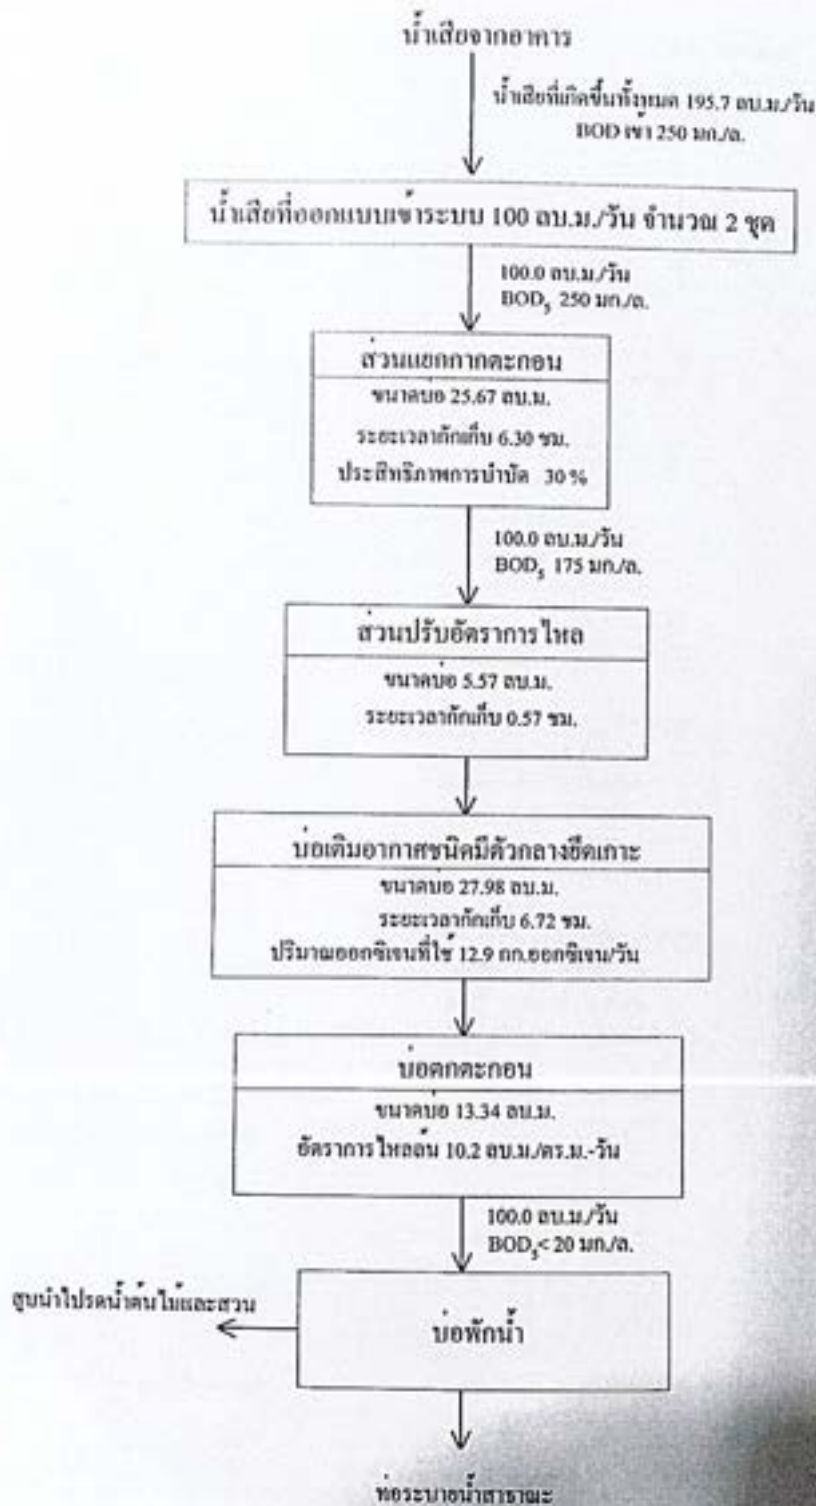 น้ำเสียจากอาคาร
น้ำเสียที่เกิดขึ้นทั้งหมด 195.7 ลบ.ม./วัน
BOD เข้า 250 มก./ล.
น้ำเสียที่ออกแบบเข้าระบบ 100 ลบ.ม./วัน จำนวณ 2 ชุด
100.0 ลบ.ม./วัน
BOD₅ 250 มก./ล.
ส่วนแยกกากตะกอน
ขนาดบ่อ 25.67 ลบ.ม.
ระยะเวลากักเก็บ 6.30 ชม.
ประสิทธิภาพการบำบัด 30 %
100.0 ลบ.ม./วัน
BOD₅ 175 มก./ล.
ส่วนปรับอัตราการไหล
ขนาดบ่อ 5.57 ลบ.ม.
ระยะเวลากักเก็บ 0.57 ชม.
บ่อเติมอากาศชนิดมีตัวกลางยึดเกาะ
ขนาดบ่อ 27.98 ลบ.ม.
ระยะเวลากักเก็บ 6.72 ชม.
ปริมาณออกซิเจนที่ใช้ 12.9 กก.ออกซิเจน/วัน
บ่อตกตะกอน
ขนาดบ่อ 13.34 ลบ.ม.
อัตราการไหลล้น 10.2 ลบ.ม./ตร.ม.-วัน
100.0 ลบ.ม./วัน
BOD₅< 20 มก./ล.
สูบนำไปรดน้ำต้นไม้และสวน
บ่อพักน้ำ
ท่อระบายน้ำสาธาณะ